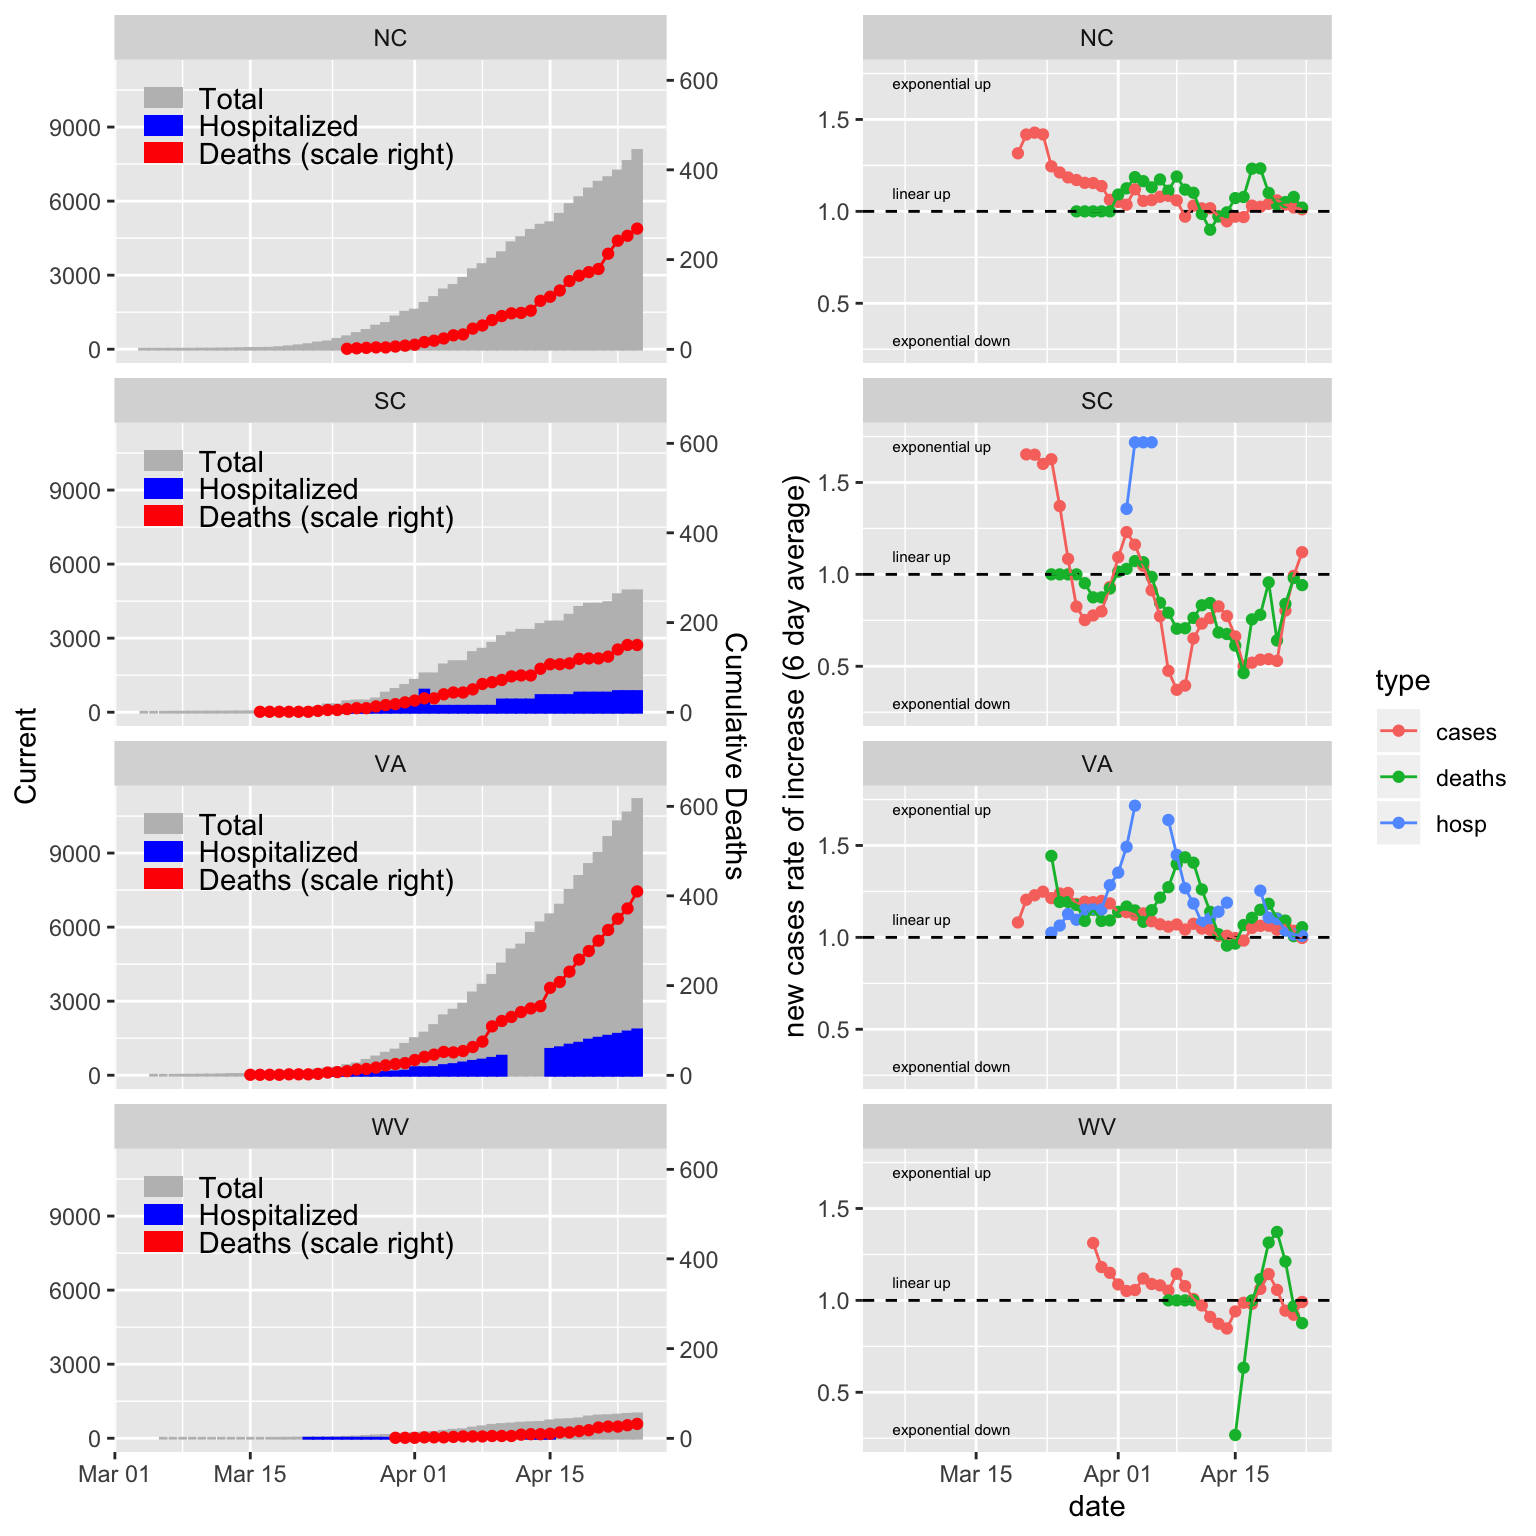 NC
Total
Hospitalized
Deaths (scale right)
9000
6000
3000
0
600
400
200
0
SC
Total
Hospitalized
Deaths (scale right)
9000
6000
3000
0
600
400
200
0
VA
Total
Hospitalized
Deaths (scale right)
9000
6000
3000
0
600
400
200
0
WV
Total
Hospitalized
Deaths (scale right)
9000
6000
3000
0
600
400
200
0
Mar 01
Mar 15
Apr 01
Apr 15
Current
Cumulative Deaths
NC
exponential up
linear up
exponential down
1.5
1.0
0.5
SC
exponential up
linear up
exponential down
1.5
1.0
0.5
VA
exponential up
linear up
exponential down
1.5
1.0
0.5
WV
exponential up
linear up
exponential down
1.5
1.0
0.5
Mar 15
Apr 01
Apr 15
date
new cases rate of increase (6 day average)
type
cases
deaths
hosp